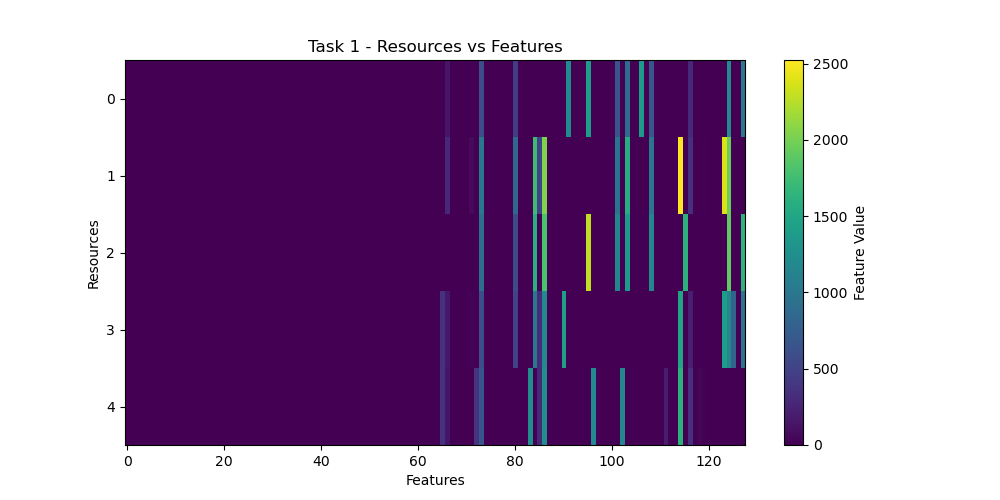 Task 1 - Resources vs Features
Resources
0
1
2
3
4
0 20 40 60 80 100 120
Features
2500
2000
1500
1000
500
0
Feature Value